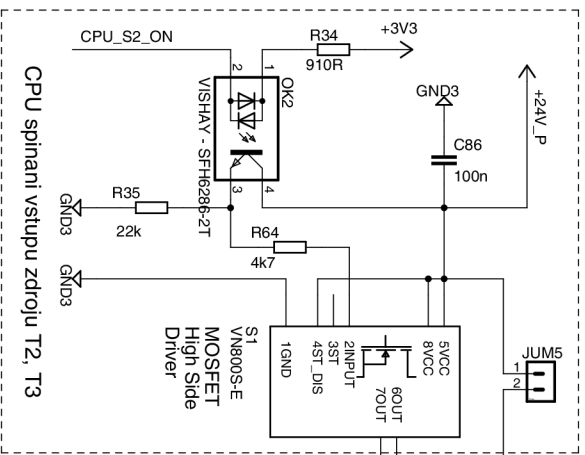 CPU_S2_ON
R34
910R
+3V3
2
1
OK2
VISHAY - SFH6286-2T
3
4
GND3
+24V_P
C86
100n
CPU spinani vstupu zdroju T2, T3
GND3
R35
22k
R64
4k7
GND3
S1
VN800S-E
MOSFET
High Side
Driver
1GND
4ST_DIS
3ST
2INPUT
7OUT
6OUT
8VCC
5VCC
JUM5
1
2